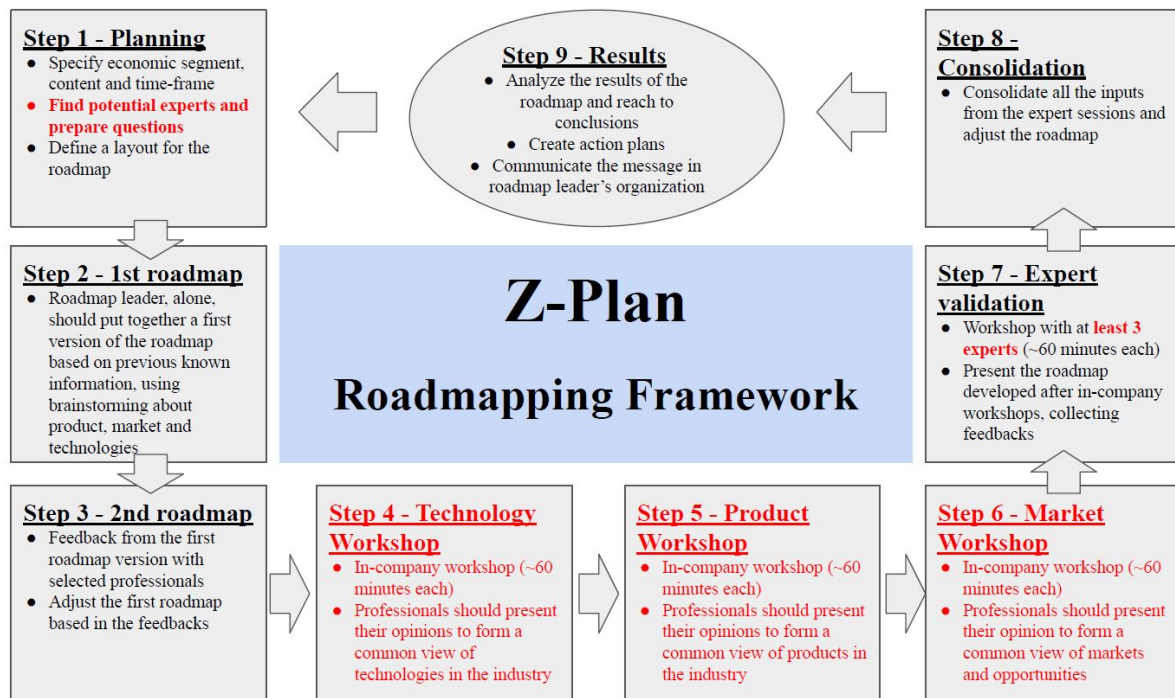 Step 1 - Planning
● Specify economic segment,
content and time-frame
● Find potential experts and
prepare questions
● Define a layout for the
roadmap
Step 9 - Results
● Analyze the results of the
roadmap and reach to
conclusions
● Create action plans
● Communicate the message in
roadmap leader's organization
Step 8 -
Consolidation
● Consolidate all the inputs
from the expert sessions and
adjust the roadmap
Step 2 - 1st roadmap
● Roadmap leader, alone,
should put together a first
version of the roadmap
based on previous known
information, using
brainstorming about
product, market and
technologies
Z-Plan
Roadmapping Framework
Step 7 - Expert
validation
● Workshop with at least 3
experts (~60 minutes each)
● Present the roadmap
developed after in-company
workshops, collecting
feedbacks
Step 3 - 2nd roadmap
● Feedback from the first
roadmap version with
selected professionals
● Adjust the first roadmap
based in the feedbacks
Step 4 - Technology
Workshop
● In-company workshop (~60
minutes each)
● Professionals should present
their opinions to form a
common view of
technologies in the industry
Step 5 - Product
Workshop
● In-company workshop (~60
minutes each)
● Professionals should present
their opinions to form a
common view of products in
the industry
Step 6 - Market
Workshop
● In-company workshop (~60
minutes each)
● Professionals should present
their opinion to form a
common view of markets
and opportunities